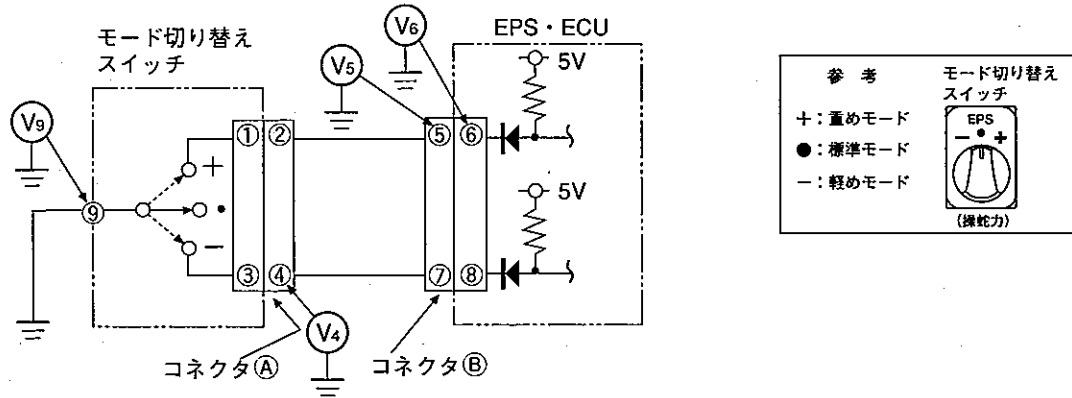 モード切り替え
スイッチ
EPS・ECU
V6
V5
5V
V9
① ② ⑤ ⑥
+
⑨
•
5V
−
③ ④ ⑦ ⑧
V4
コネクタⒶ
コネクタⒷ
参 考
モード切り替え
スイッチ
+：重めモード
●：標準モード
−：軽めモード
EPS
− ● +
(操舵力)